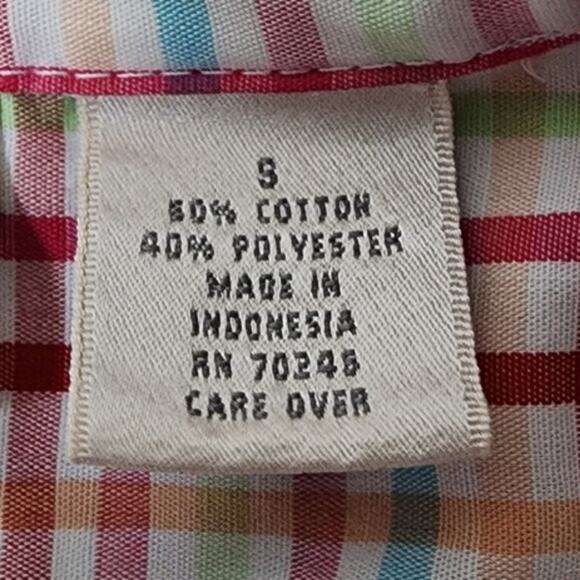 S
60% COTTON
40% POLYESTER
MADE IN
INDONESIA
RN 70245
CARE OVER